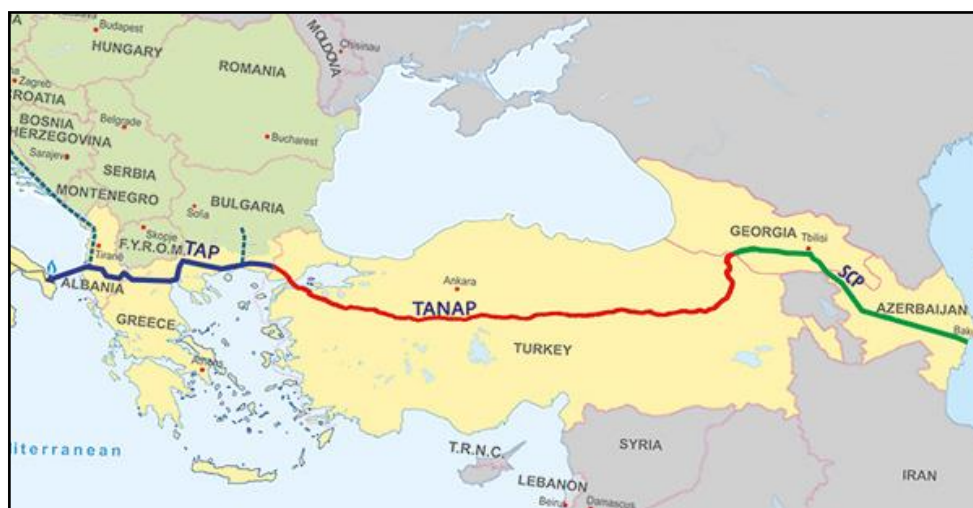 Budapest
HUNGARY
MOLDOVA
Chisinau
ROMANIA
Zagreb
CROATIA
BOSNIA
HERZEGOVINA
Belgrade
Bucharest
Sarajevo
SERBIA
MONTENEGRO
BULGARIA
Sofia
Skopje
F.Y.R.O.M.
TAP
Tirane
ALBANIA
GREECE
Athens
Ankara
TANAP
TURKEY
GEORGIA
Tbilisi
SCP
AZERBAIJAN
Baku
iterranean
T.R.N.C.
SYRIA
LEBANON
Beirut
Damascus
IRAN